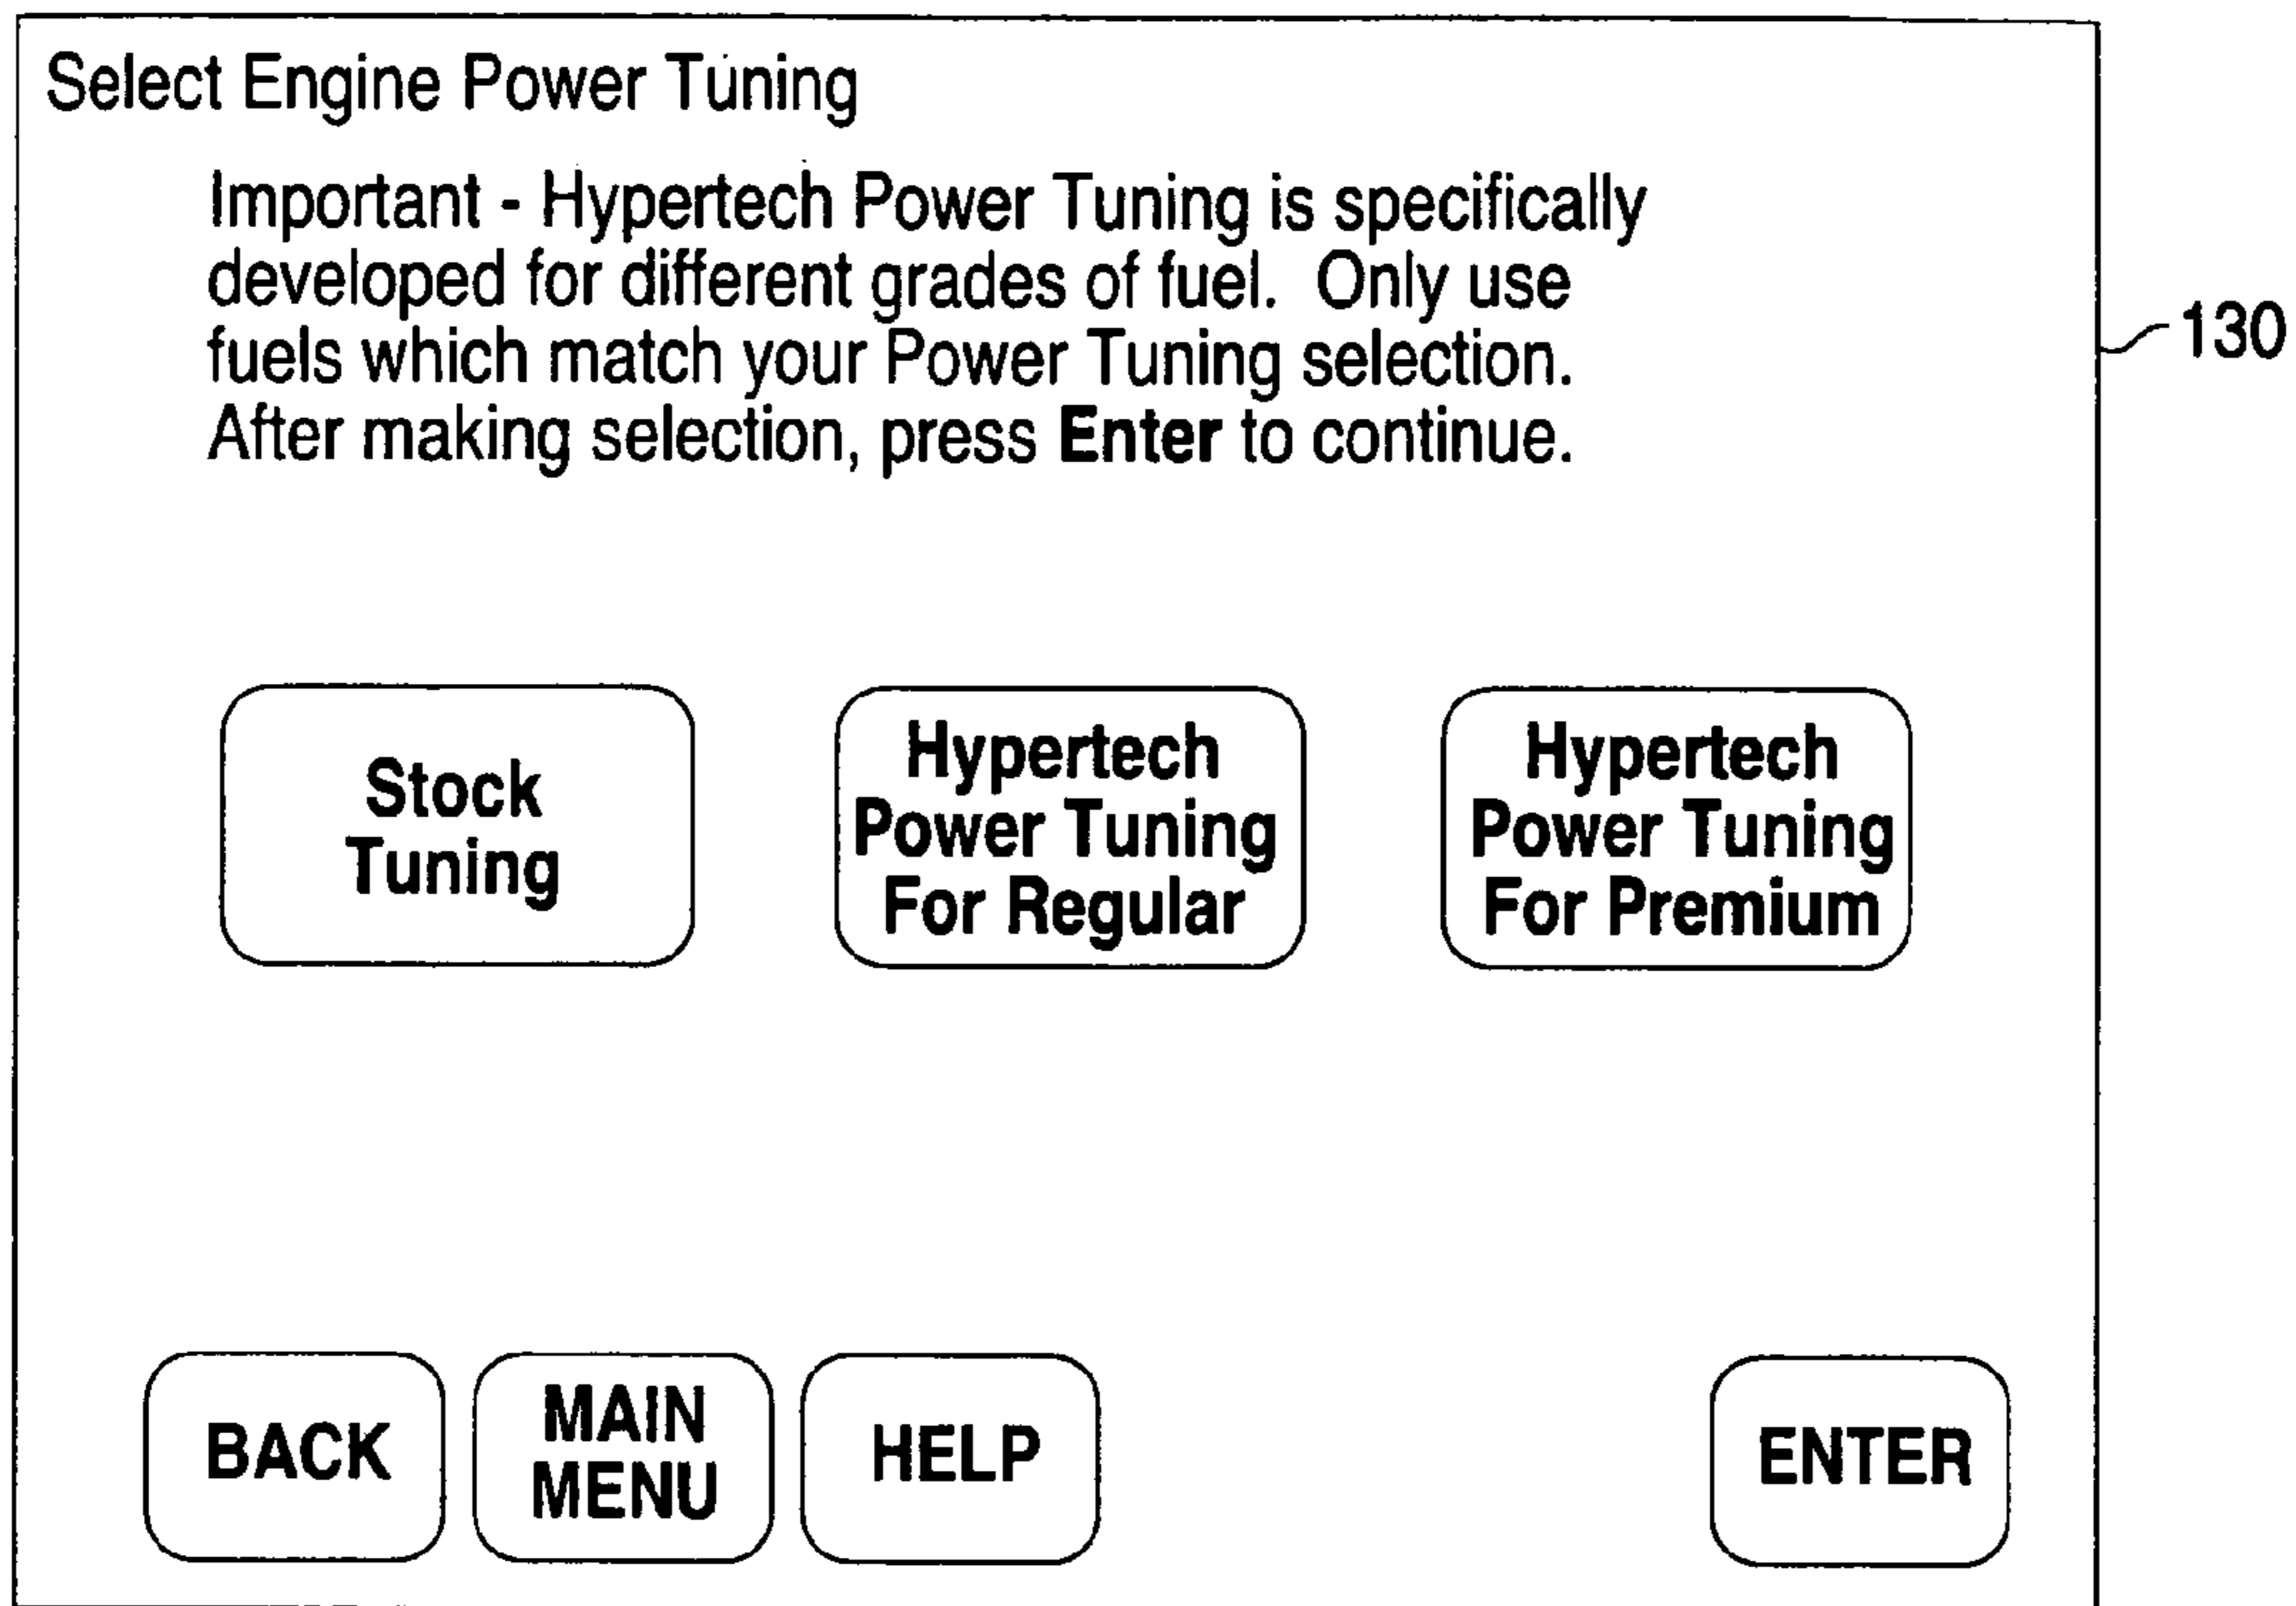 Select Engine Power Tuning
Important - Hypertech Power Tuning is specifically
developed for different grades of fuel.  Only use
fuels which match your Power Tuning selection.
After making selection, press Enter to continue.
130
Stock
Tuning
Hypertech
Power Tuning
For Regular
Hypertech
Power Tuning
For Premium
BACK
MAIN
MENU
HELP
ENTER